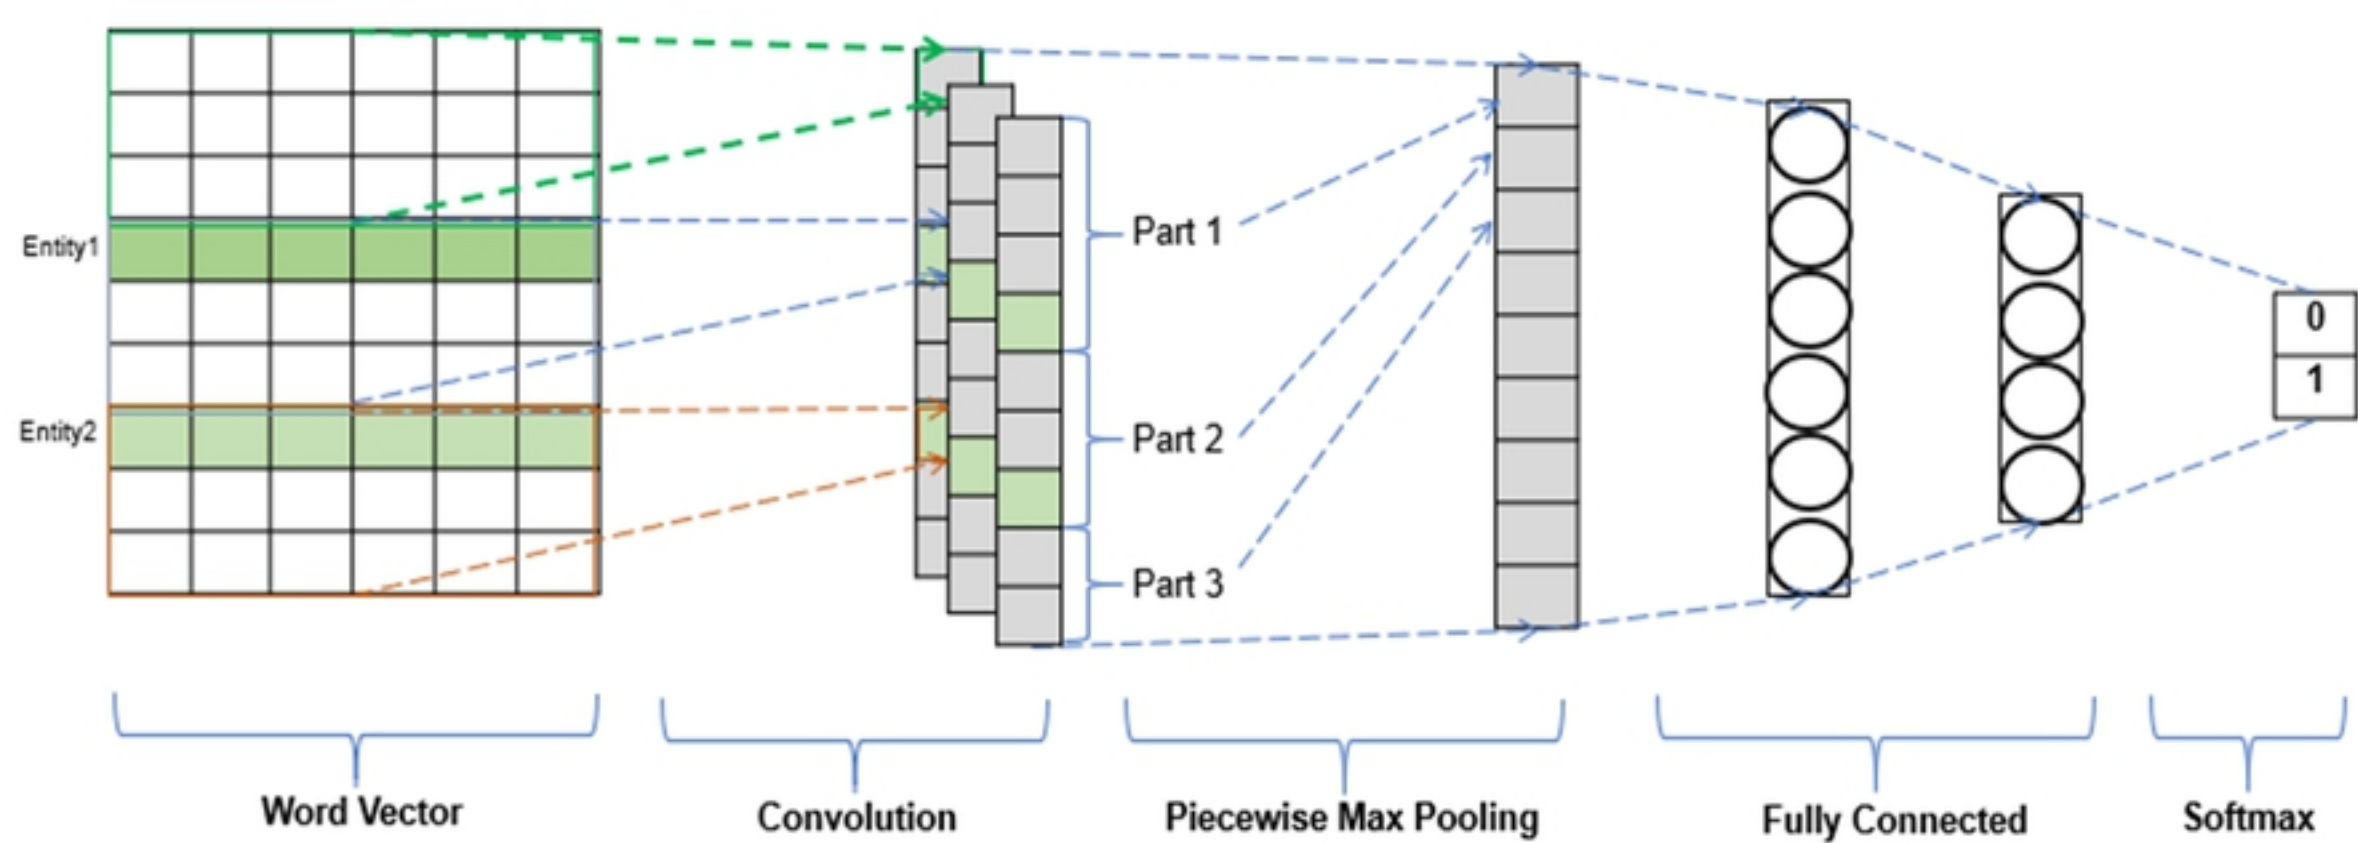 Entity1
Entity2
Part 1
Part 2
Part 3
0
1
Word Vector
Convolution
Piecewise Max Pooling
Fully Connected
Softmax